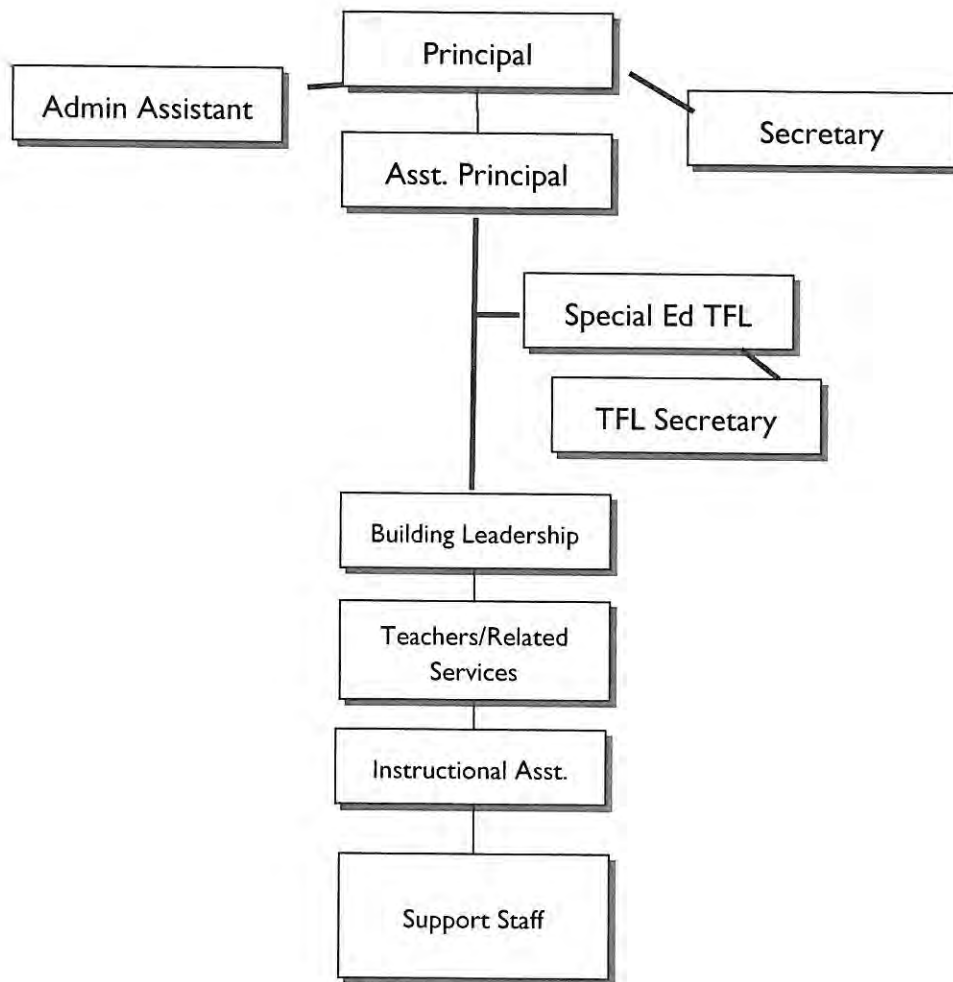 Principal
Admin Assistant
Secretary
Asst. Principal
Special Ed TFL
TFL Secretary
Building Leadership
Teachers/Related
Services
Instructional Asst.
Support Staff